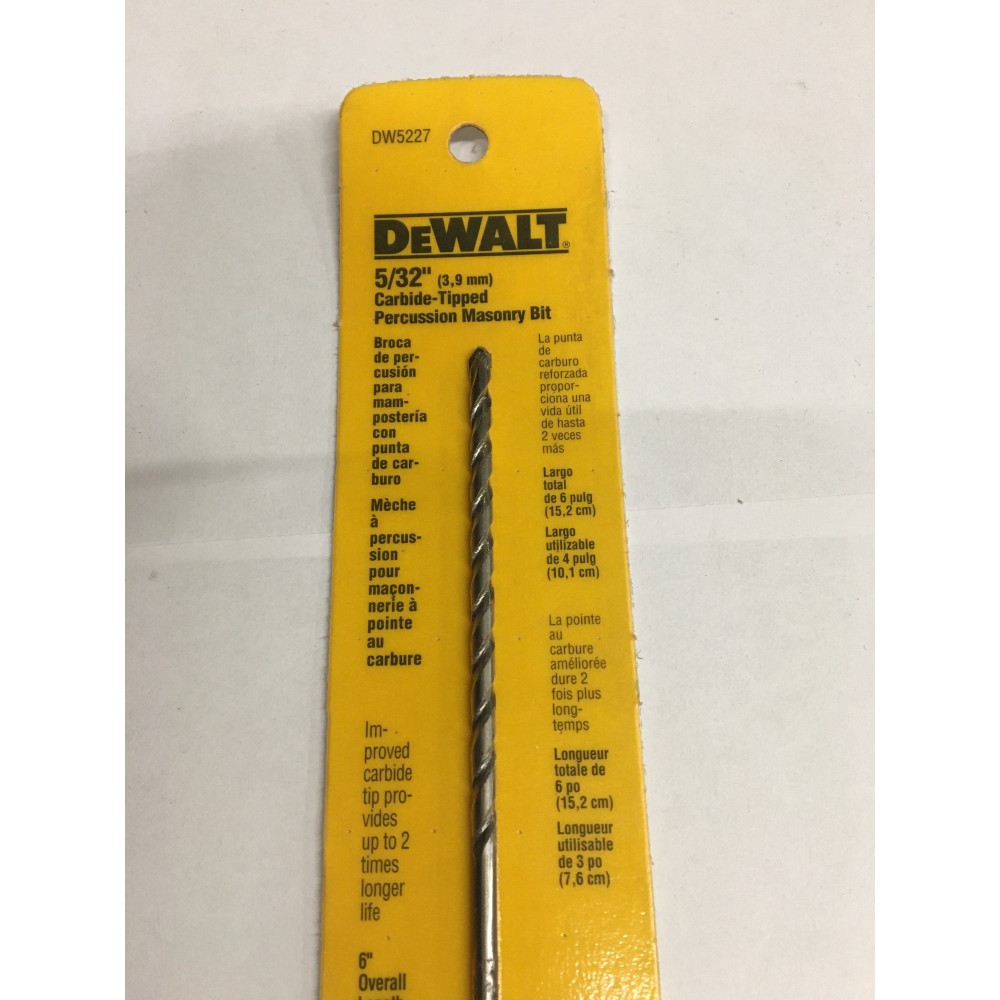 DW5227
DEWALT®
5/32" (3,9 mm)
Carbide-Tipped
Percussion Masonry Bit
Broca
de per-
cusión
para
mam-
postería
con
punta
de car-
buro
Mèche
à
percus-
sion
pour
maçon-
nerie à
pointe
au
carbure
Im-
proved
carbide
tip pro-
vides
up to 2
times
longer
life
6"
Overall
Length
La punta
de
carburo
reforzada
propor-
ciona una
vida útil
de hasta
2 veces
más
Largo
total
de 6 pulg
(15,2 cm)
Largo
utilizable
de 4 pulg
(10,1 cm)
La pointe
au
carbure
améliorée
dure 2
fois plus
long-
temps
Longueur
totale de
6 po
(15,2 cm)
Longueur
utilisable
de 3 po
(7,6 cm)